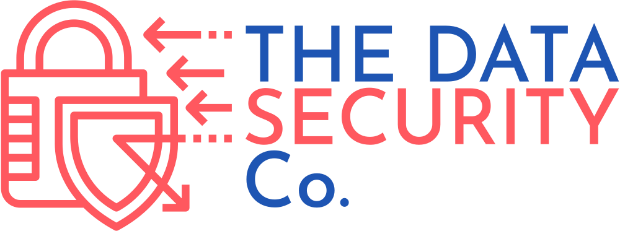 THE DATA
SECURITY
Co.